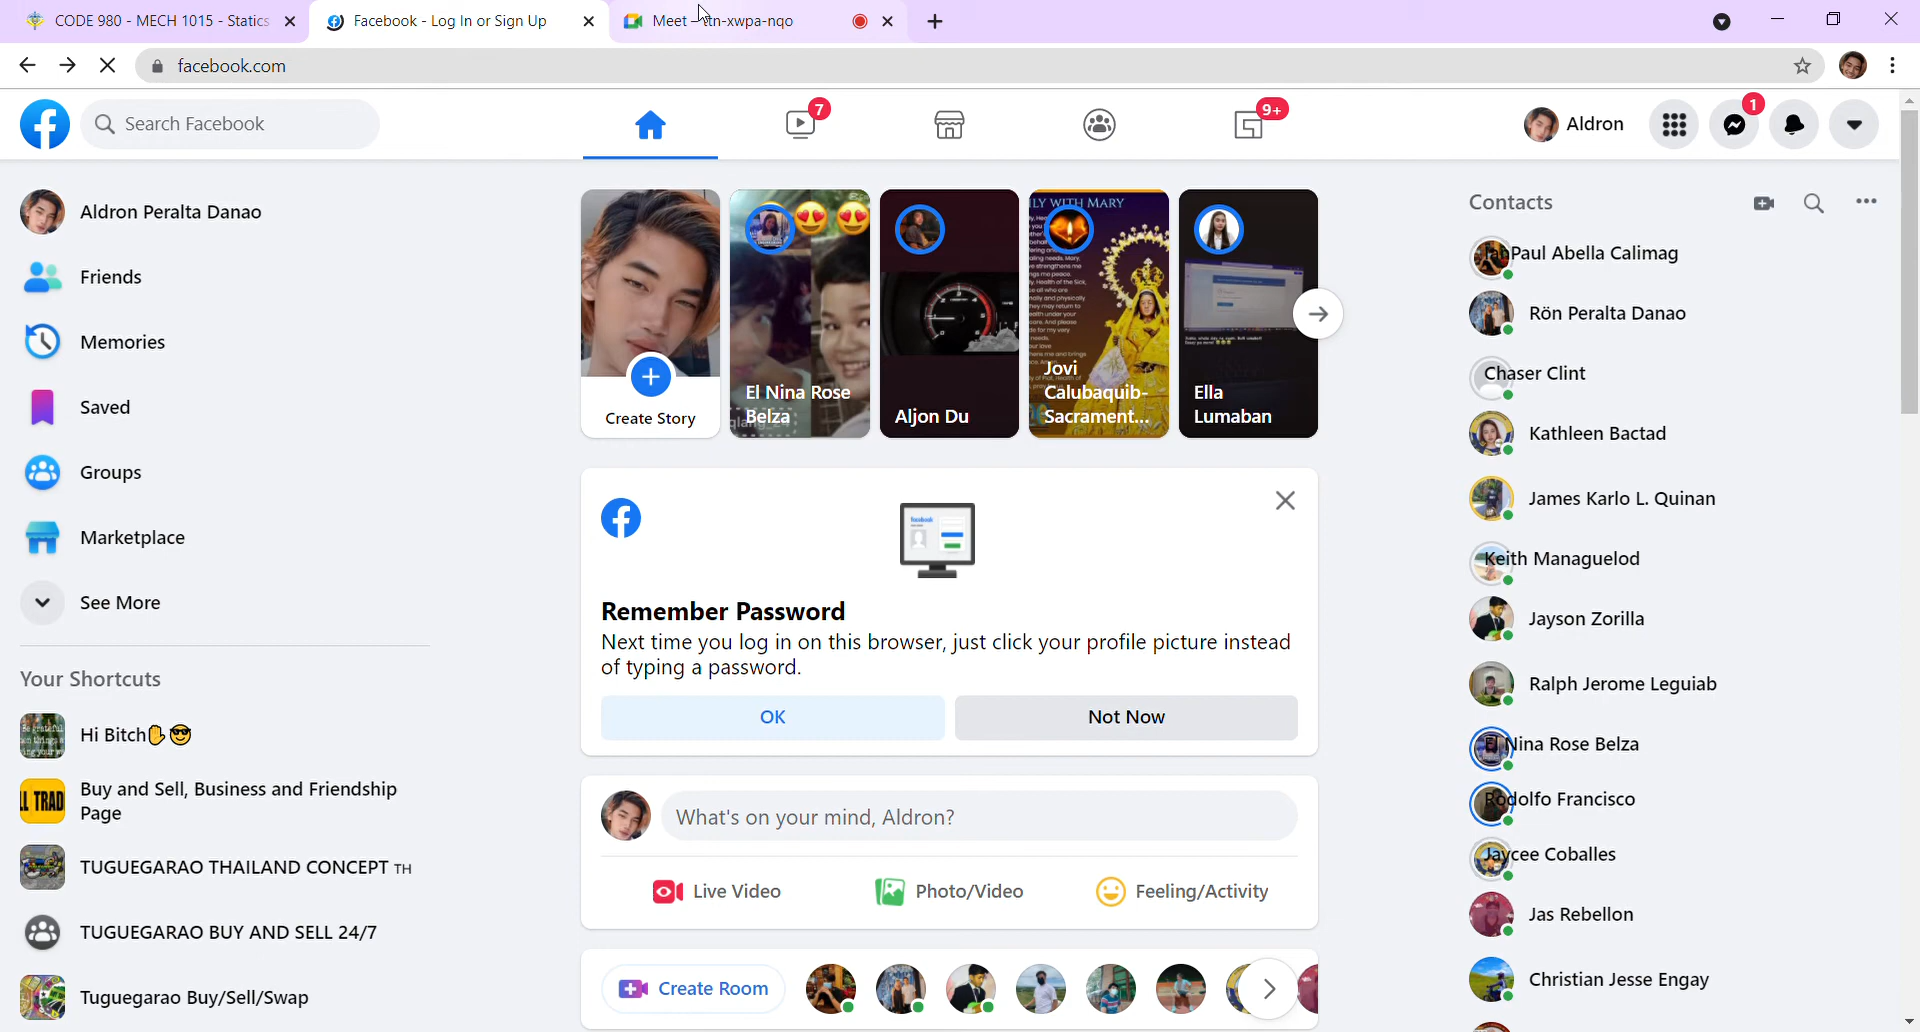 CODE 980 - MECH 1015 - Statics
Facebook - Log In or Sign Up
facebook.com
Search Facebook
7
9+
Aldron
1
Aldron Peralta Danao
Friends
Memories
Saved
Groups
Marketplace
See More
Your Shortcuts
Hi Bitch✋😎
Buy and Sell, Business and Friendship
Page
TUGUEGARAO THAILAND CONCEPT TH
TUGUEGARAO BUY AND SELL 24/7
Tuguegarao Buy/Sell/Swap
Create Story
El Nina Rose
Belza
Aljon Du
Jovi
Calubaquib-
Sacrament...
Ella
Lumaban
Remember Password
Next time you log in on this browser, just click your profile picture instead
of typing a password.
OK
Not Now
What's on your mind, Aldron?
Live Video
Photo/Video
Feeling/Activity
Create Room
Contacts
Paul Abella Calimag
Rön Peralta Danao
Chaser Clint
Kathleen Bactad
James Karlo L. Quinan
Keith Managuelod
Jayson Zorilla
Ralph Jerome Leguiab
El Nina Rose Belza
Rodolfo Francisco
Jaycee Coballes
Jas Rebellon
Christian Jesse Engay